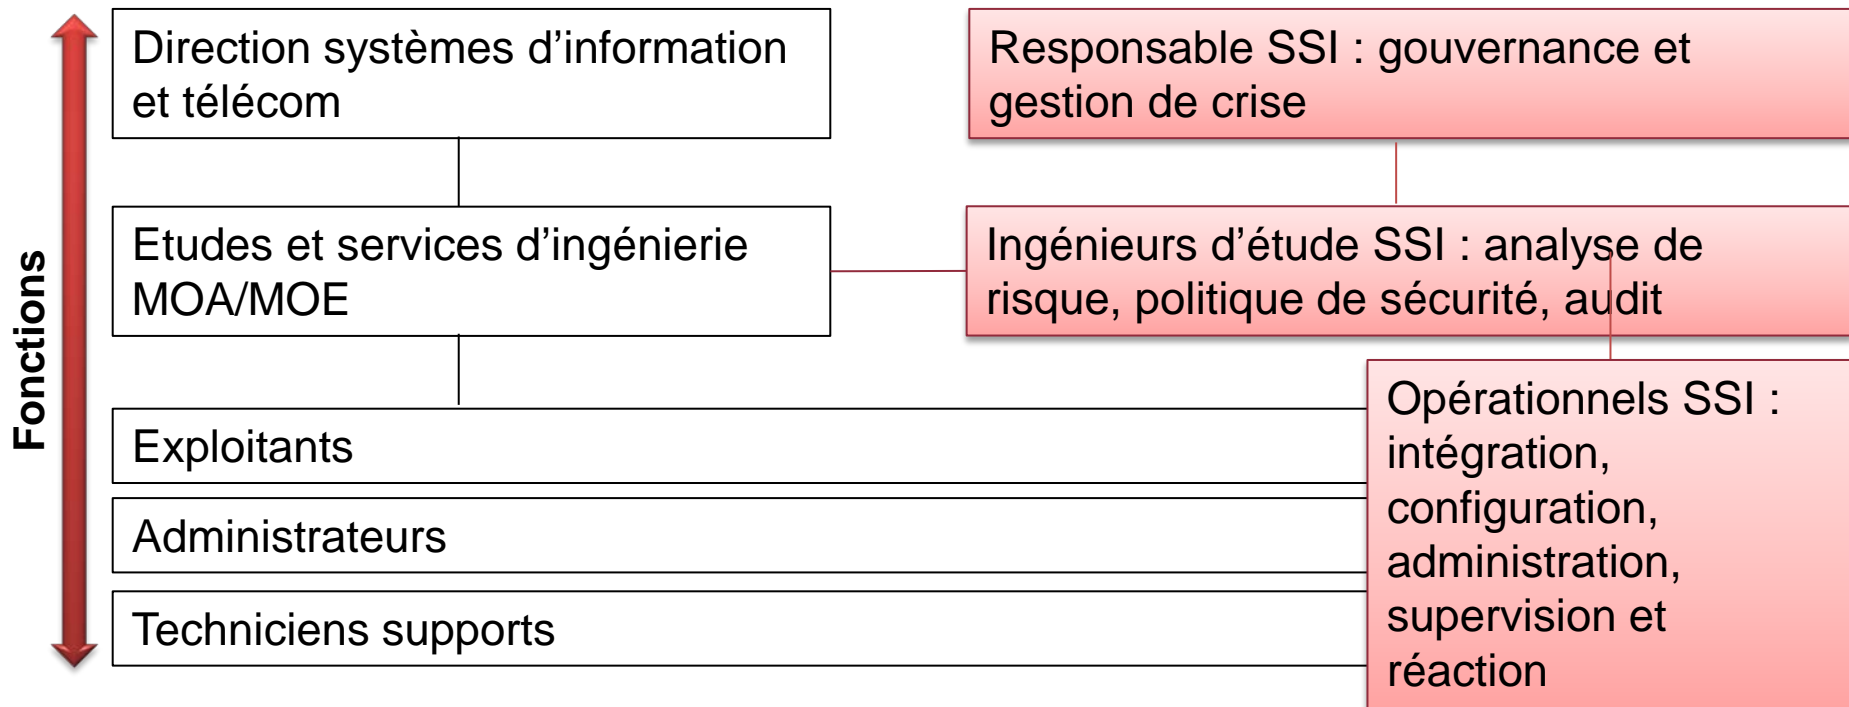 Fonctions
Direction systèmes d'information
et télécom
Responsable SSI : gouvernance et
gestion de crise
Etudes et services d'ingénierie
MOA/MOE
Ingénieurs d'étude SSI : analyse de
risque, politique de sécurité, audit
Exploitants
Administrateurs
Techniciens supports
Opérationnels SSI :
intégration,
configuration,
administration,
supervision et
réaction